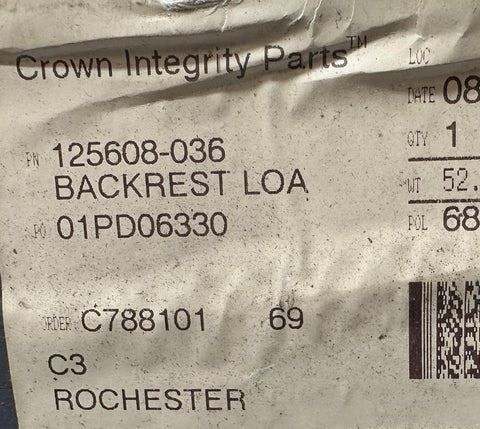 Crown Integrity Parts™
LOC
DATE 08
QTY 1
PN 125608-036
BACKREST LOA
WT 52.
PO 01PD06330
POL 68
ORDER C788101 69
C3
ROCHESTER